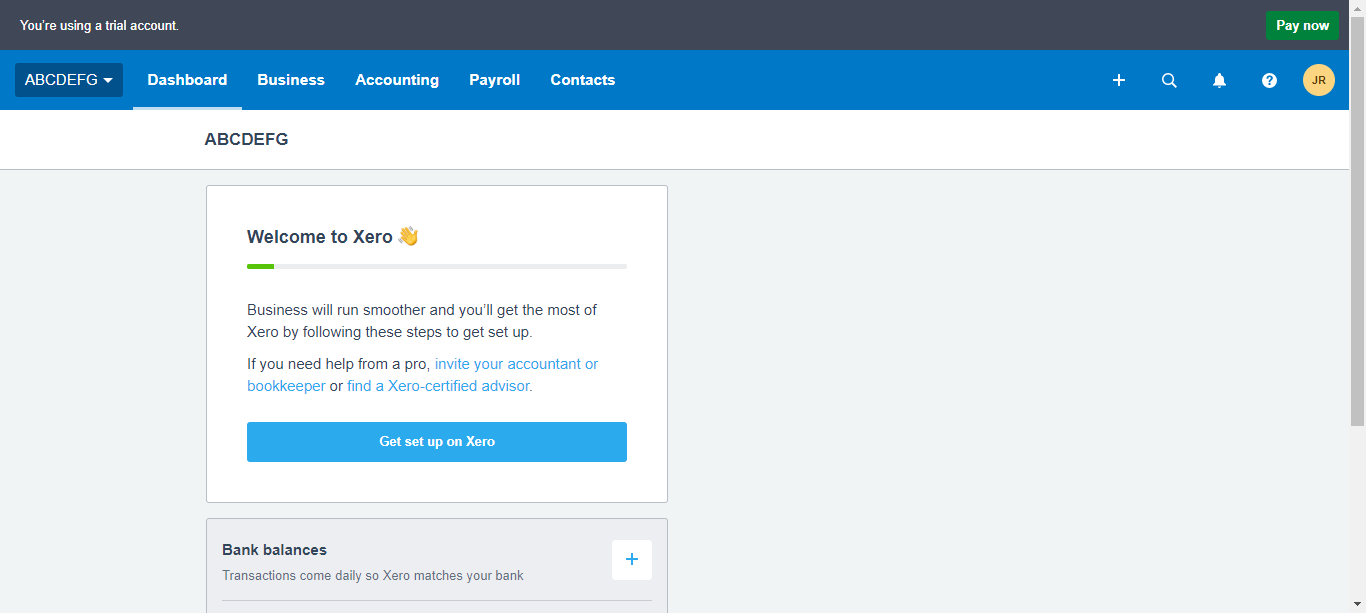 You're using a trial account.
Pay now
ABCDEFG
Dashboard
Business
Accounting
Payroll
Contacts
JR
ABCDEFG
Welcome to Xero 👋
Business will run smoother and you'll get the most of
Xero by following these steps to get set up.
If you need help from a pro, invite your accountant or
bookkeeper or find a Xero-certified advisor.
Get set up on Xero
Bank balances
Transactions come daily so Xero matches your bank